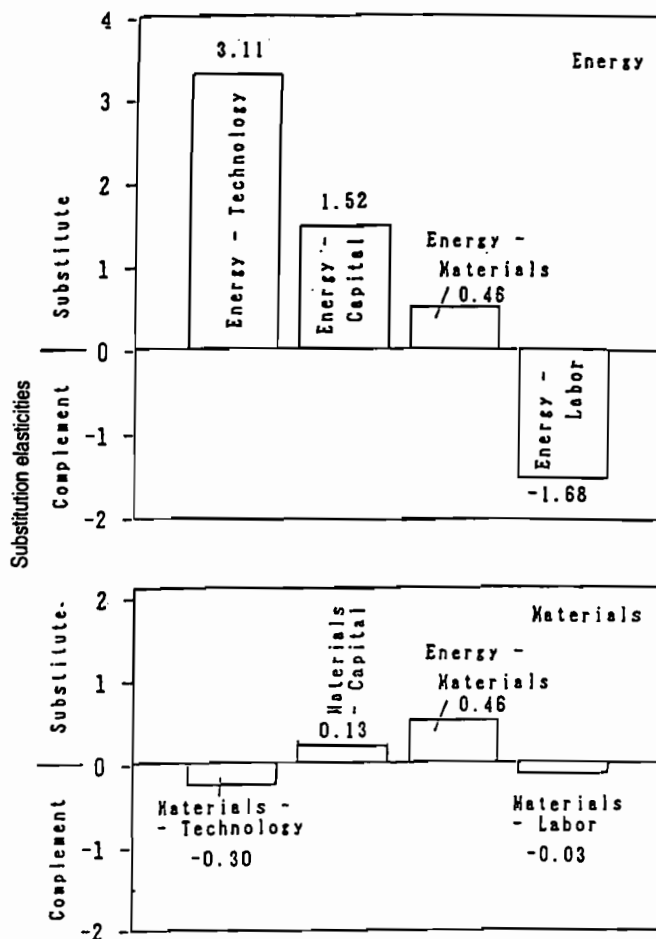 Substitution elasticities
Substitute
Complement
4
3
2
1
0
-1
-2
Energy
3.11
Energy - Technology
1.52
Energy -
Capital
Energy -
Materials
0.46
Energy -
Labor
-1.68
Substitute-
Complement
2
1
0
-1
-2
Materials
Materials
- Capital
0.13
Energy -
Materials
0.46
Materials -
- Technology
-0.30
Materials
- Labor
-0.03